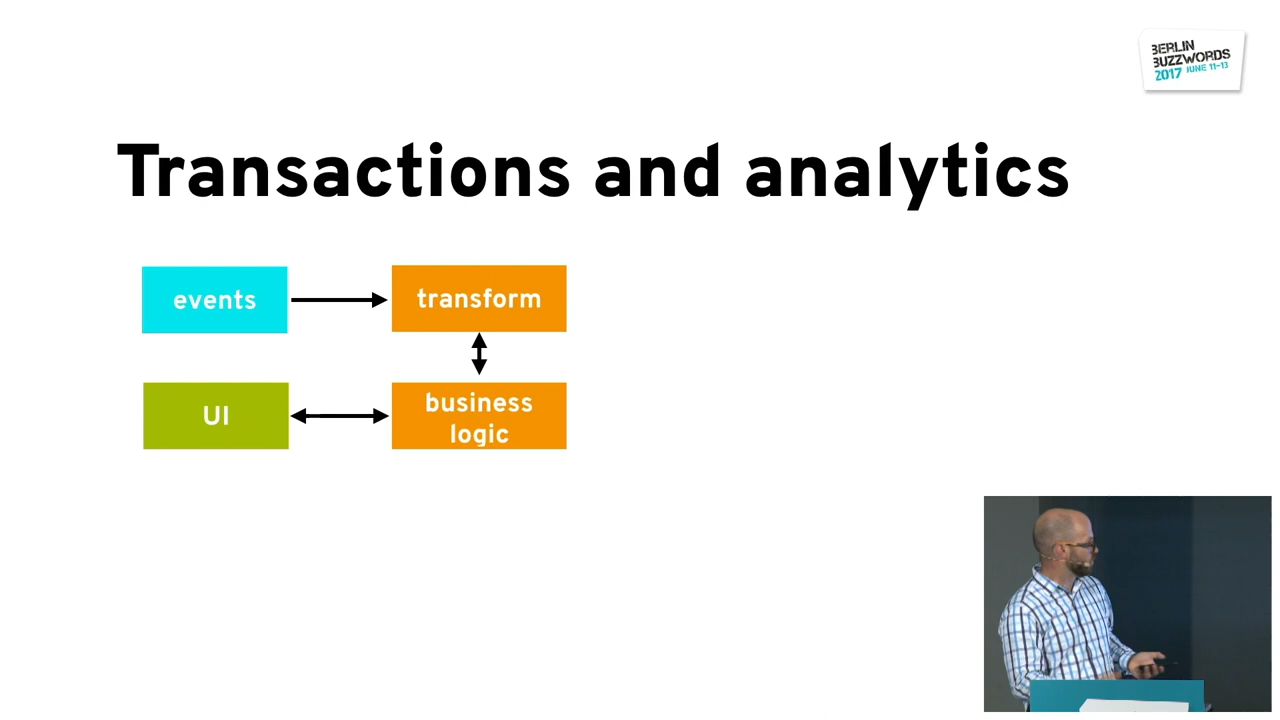 BERLIN
BUZZWORDS
2017 JUNE 11-13
Transactions and analytics
events
transform
UI
business
logic